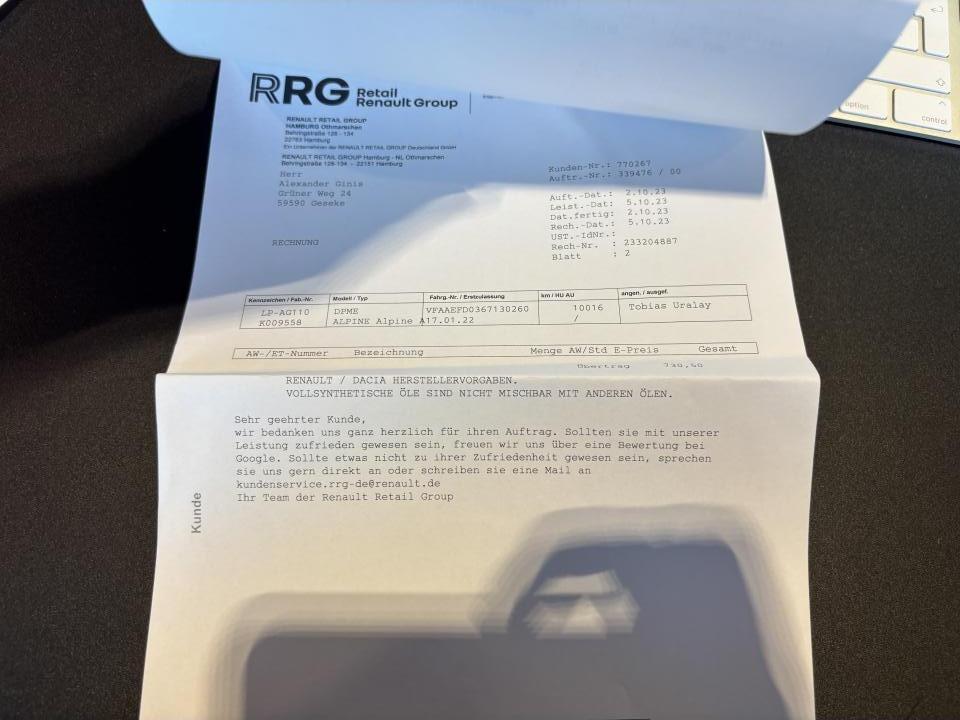 RRG Retail
Renault Group
RENAULT RETAIL GROUP
HAMBURG Othmarschen
Behringstraße 128 - 134
22763 Hamburg
Ein Unternehmen der RENAULT RETAIL GROUP Deutschland GmbH
RENAULT RETAIL GROUP Hamburg - NL Othmarschen
Behringstraße 128-134 - 22151 Hamburg
Herr
Alexander Ginis
Grüner Weg 24
59590 Geseke
Kunden-Nr.: 770267
Auftr.-Nr.: 339476 / 00
Auft.-Dat.: 2.10.23
Leist.-Dat: 5.10.23
Dat.fertig: 2.10.23
Rech.-Dat.: 5.10.23
UST.-IdNr.:
Rech-Nr. : 233204887
Blatt : 2
RECHNUNG
Kennzeichen / Fab.-Nr. Modell / Typ Fahrg.-Nr. / Erstzulassung km / HU AU angen. / ausgef.
LP-AG110 DPME VFAAEFD0367130260 10016 Tobias Uralay
K009558 ALPINE Alpine A17.01.22 /
AW-/ET-Nummer Bezeichnung Menge AW/Std E-Preis Gesamt
Übertrag 730,50
RENAULT / DACIA HERSTELLERVORGABEN.
VOLLSYNTHETISCHE ÖLE SIND NICHT MISCHBAR MIT ANDEREN ÖLEN.
Sehr geehrter Kunde,
wir bedanken uns ganz herzlich für ihren Auftrag. Sollten sie mit unserer
Leistung zufrieden gewesen sein, freuen wir uns über eine Bewertung bei
Google. Sollte etwas nicht zu ihrer Zufriedenheit gewesen sein, sprechen
sie uns gern direkt an oder schreiben sie eine Mail an
kundenservice.rrg-de@renault.de
Ihr Team der Renault Retail Group
Kunde
option
control